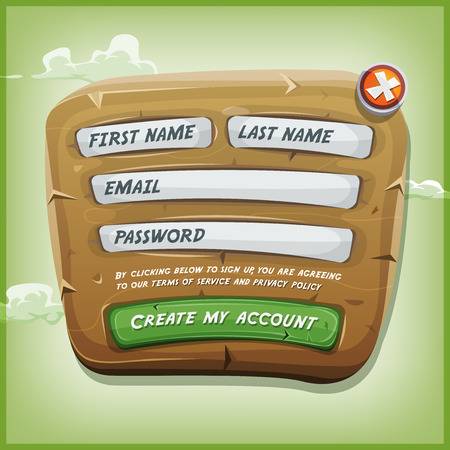 FIRST NAME LAST NAME
EMAIL
PASSWORD
BY CLICKING BELOW TO SIGN UP, YOU ARE AGREEING
TO OUR TERMS OF SERVICE AND PRIVACY POLICY
CREATE MY ACCOUNT